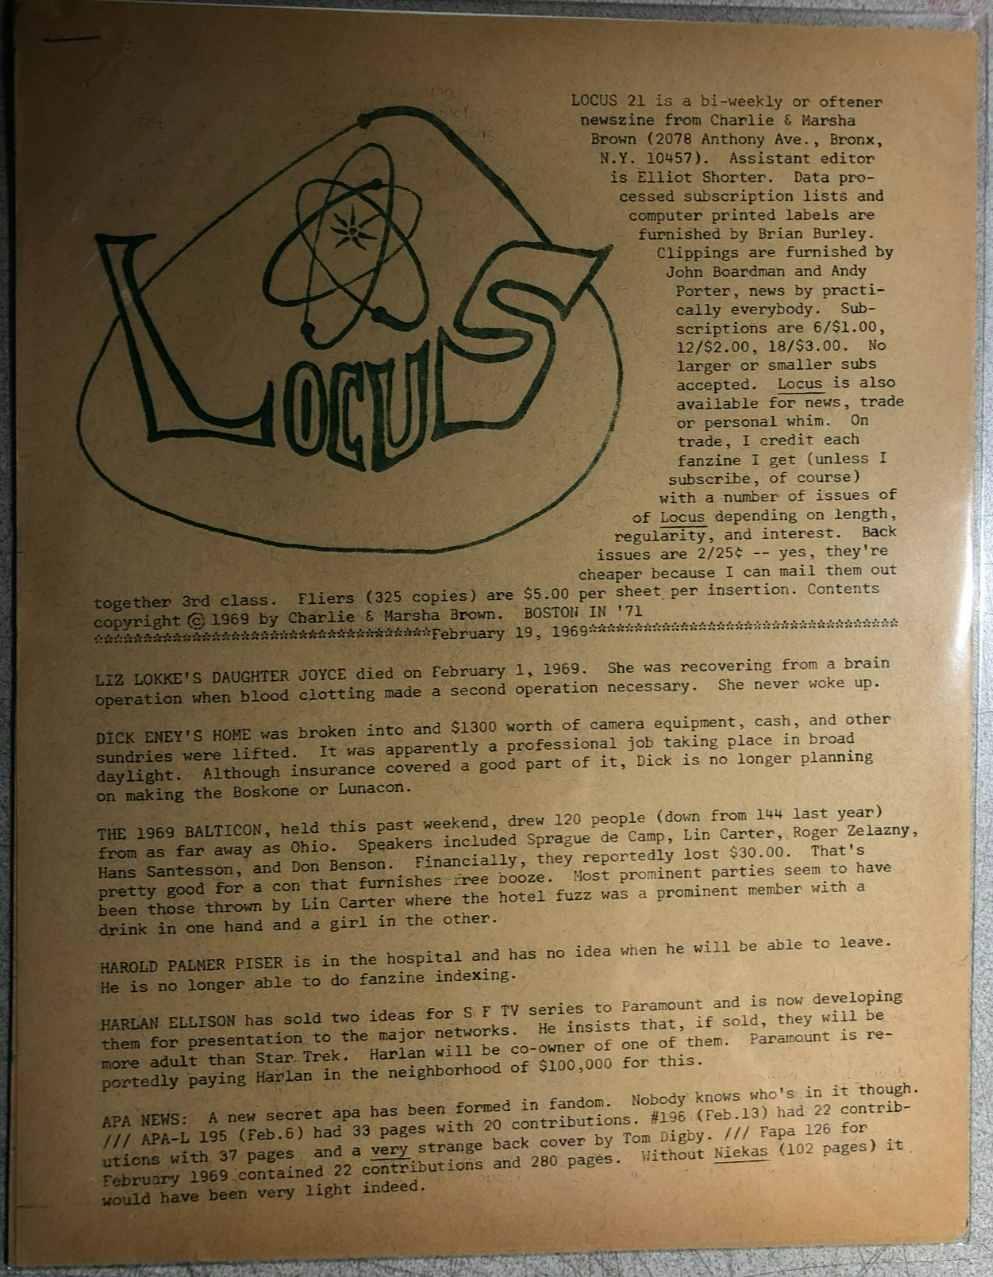 LOCUS
LOCUS 21 is a bi-weekly or oftener
newszine from Charlie & Marsha
Brown (2078 Anthony Ave., Bronx,
N.Y. 10457). Assistant editor
is Elliot Shorter. Data pro-
cessed subscription lists and
computer printed labels are
furnished by Brian Burley.
Clippings are furnished by
John Boardman and Andy
Porter, news by practi-
cally everybody. Sub-
scriptions are 6/$1.00,
12/$2.00, 18/$3.00. No
larger or smaller subs
accepted. Locus is also
available for news, trade
or personal whim. On
trade, I credit each
fanzine I get (unless I
subscribe, of course)
with a number of issues of
of Locus depending on length,
regularity, and interest. Back
issues are 2/25¢ -- yes, they're
cheaper because I can mail them out
together 3rd class. Fliers (325 copies) are $5.00 per sheet per insertion. Contents
copyright © 1969 by Charlie & Marsha Brown. BOSTON IN '71
**********************************February 19, 1969*******************************
LIZ LOKKE'S DAUGHTER JOYCE died on February 1, 1969. She was recovering from a brain
operation when blood clotting made a second operation necessary. She never woke up.
DICK ENEY'S HOME was broken into and $1300 worth of camera equipment, cash, and other
sundries were lifted. It was apparently a professional job taking place in broad
daylight. Although insurance covered a good part of it, Dick is no longer planning
on making the Boskone or Lunacon.
THE 1969 BALTICON, held this past weekend, drew 120 people (down from 144 last year)
from as far away as Ohio. Speakers included Sprague de Camp, Lin Carter, Roger Zelazny,
Hans Santesson, and Don Benson. Financially, they reportedly lost $30.00. That's
pretty good for a con that furnishes free booze. Most prominent parties seem to have
been those thrown by Lin Carter where the hotel fuzz was a prominent member with a
drink in one hand and a girl in the other.
HAROLD PALMER PISER is in the hospital and has no idea when he will be able to leave.
He is no longer able to do fanzine indexing.
HARLAN ELLISON has sold two ideas for S F TV series to Paramount and is now developing
them for presentation to the major networks. He insists that, if sold, they will be
more adult than Star Trek. Harlan will be co-owner of one of them. Paramount is re-
portedly paying Harlan in the neighborhood of $100,000 for this.
APA NEWS: A new secret apa has been formed in fandom. Nobody knows who's in it though.
/// APA-L 195 (Feb.6) had 33 pages with 20 contributions. #196 (Feb.13) had 22 contrib-
utions with 37 pages and a very strange back cover by Tom Digby. /// Fapa 126 for
February 1969 contained 22 contributions and 280 pages. Without Niekas (102 pages) it
would have been very light indeed.